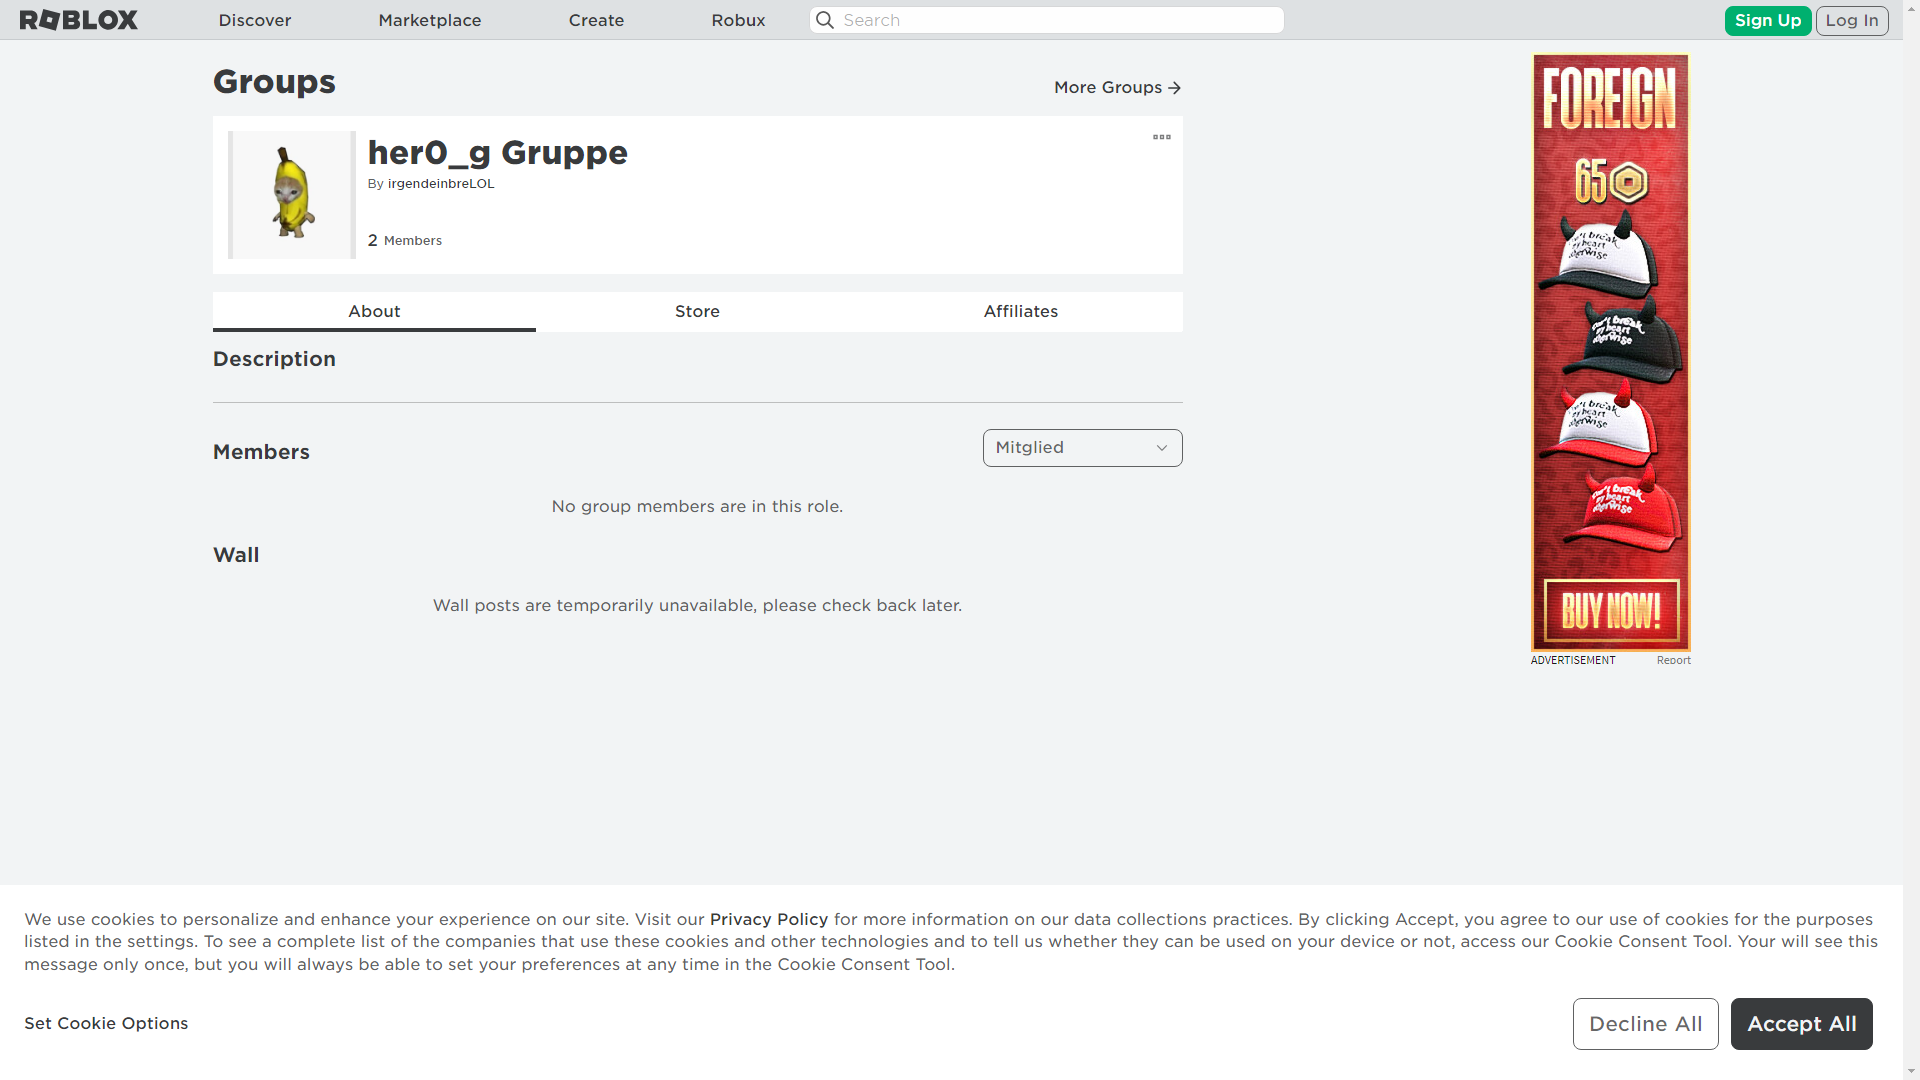 ROBLOX
Discover
Marketplace
Create
Robux
Search
Sign Up
Log In
Groups
More Groups
her0_g Gruppe
By irgendeinbreLOL
2 Members
About
Store
Affiliates
Description
Members
Mitglied
No group members are in this role.
Wall
Wall posts are temporarily unavailable, please check back later.
FOREIGN
65
BUY NOW!
ADVERTISEMENT
Report
We use cookies to personalize and enhance your experience on our site. Visit our Privacy Policy for more information on our data collections practices. By clicking Accept, you agree to our use of cookies for the purposes
listed in the settings. To see a complete list of the companies that use these cookies and other technologies and to tell us whether they can be used on your device or not, access our Cookie Consent Tool. Your will see this
message only once, but you will always be able to set your preferences at any time in the Cookie Consent Tool.
Set Cookie Options
Decline All
Accept All